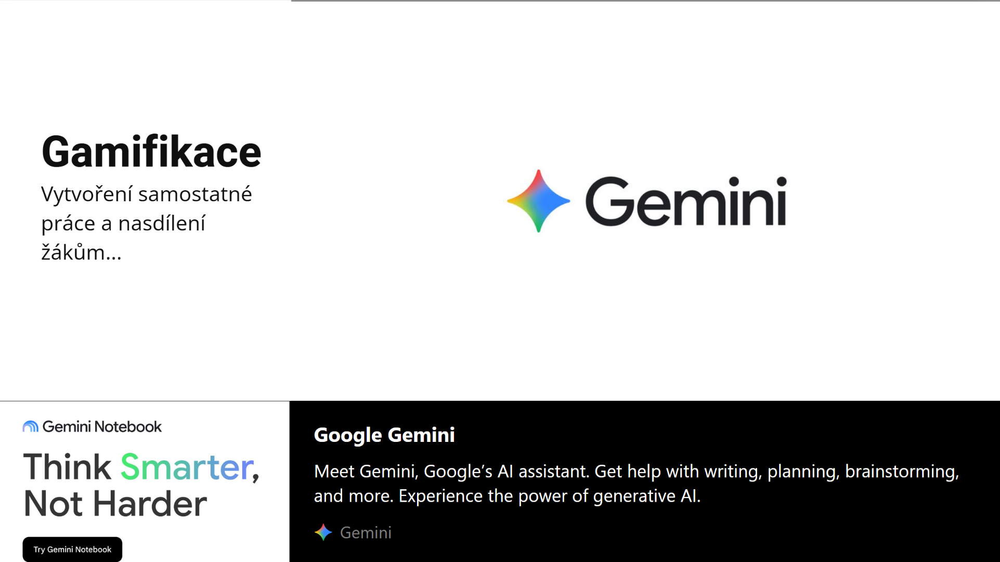 Gamifikace
Vytvoření samostatné
práce a nasdílení
žákům...
Gemini
Gemini Notebook
Think Smarter,
Not Harder
Try Gemini Notebook
Google Gemini
Meet Gemini, Google’s AI assistant. Get help with writing, planning, brainstorming,
and more. Experience the power of generative AI.
Gemini